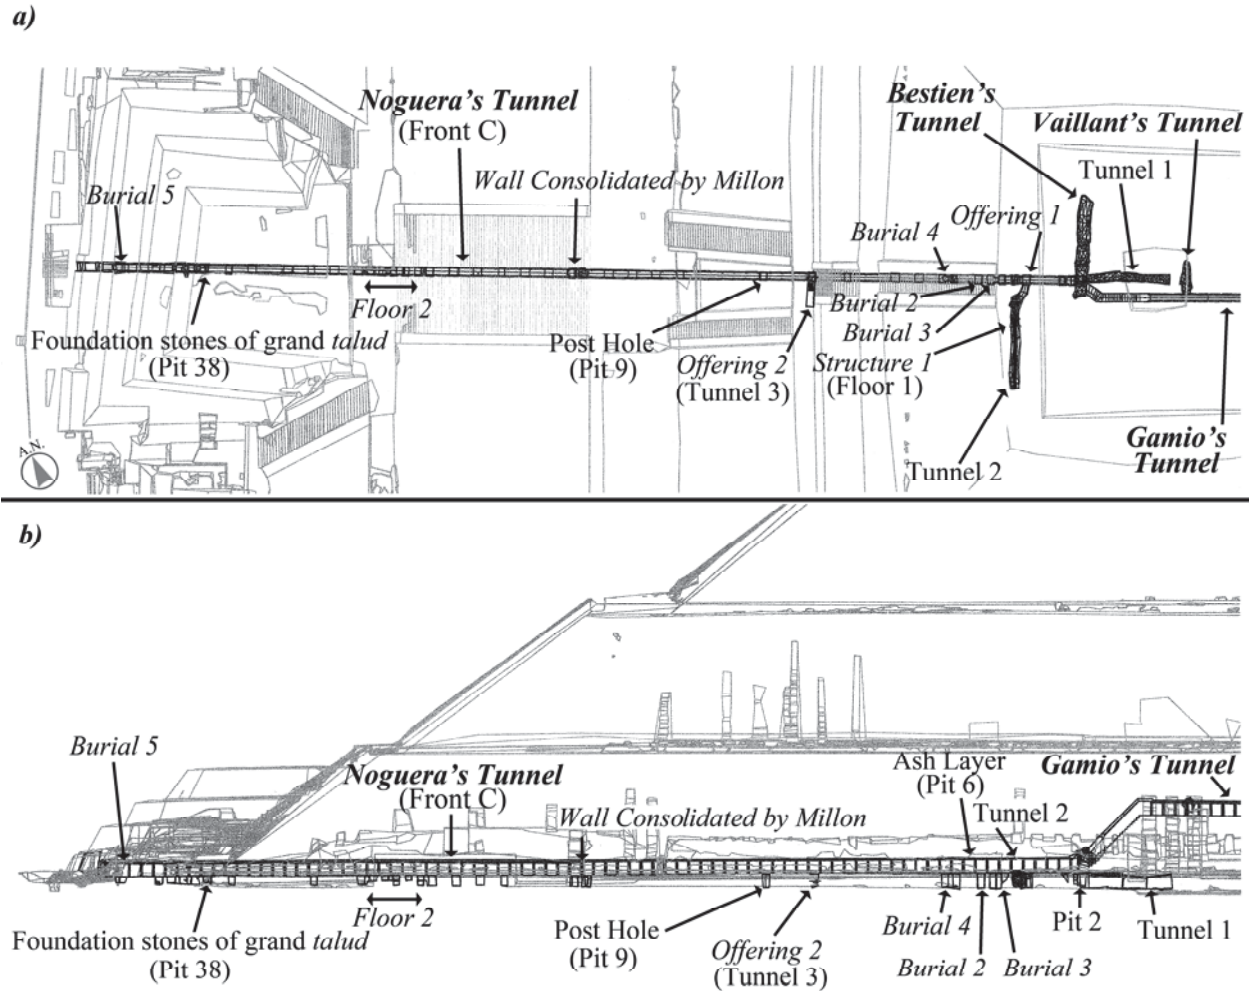 a)
Noguera's Tunnel
(Front C)
Bestien's
Tunnel
Vaillant's Tunnel
Tunnel 1
Wall Consolidated by Millon
Burial 5
Offering 1
Burial 4
Floor 2
Burial 2
Foundation stones of grand talud
(Pit 38)
Post Hole
(Pit 9)
Burial 3
Offering 2
(Tunnel 3)
Structure 1
(Floor 1)
Gamio's
Tunnel
Tunnel 2
A.N.
b)
Burial 5
Noguera's Tunnel
(Front C)
Ash Layer
(Pit 6)
Gamio's Tunnel
Wall Consolidated by Millon
Tunnel 2
Floor 2
Foundation stones of grand talud
(Pit 38)
Post Hole
(Pit 9)
Offering 2
(Tunnel 3)
Burial 4
Pit 2
Tunnel 1
Burial 2
Burial 3